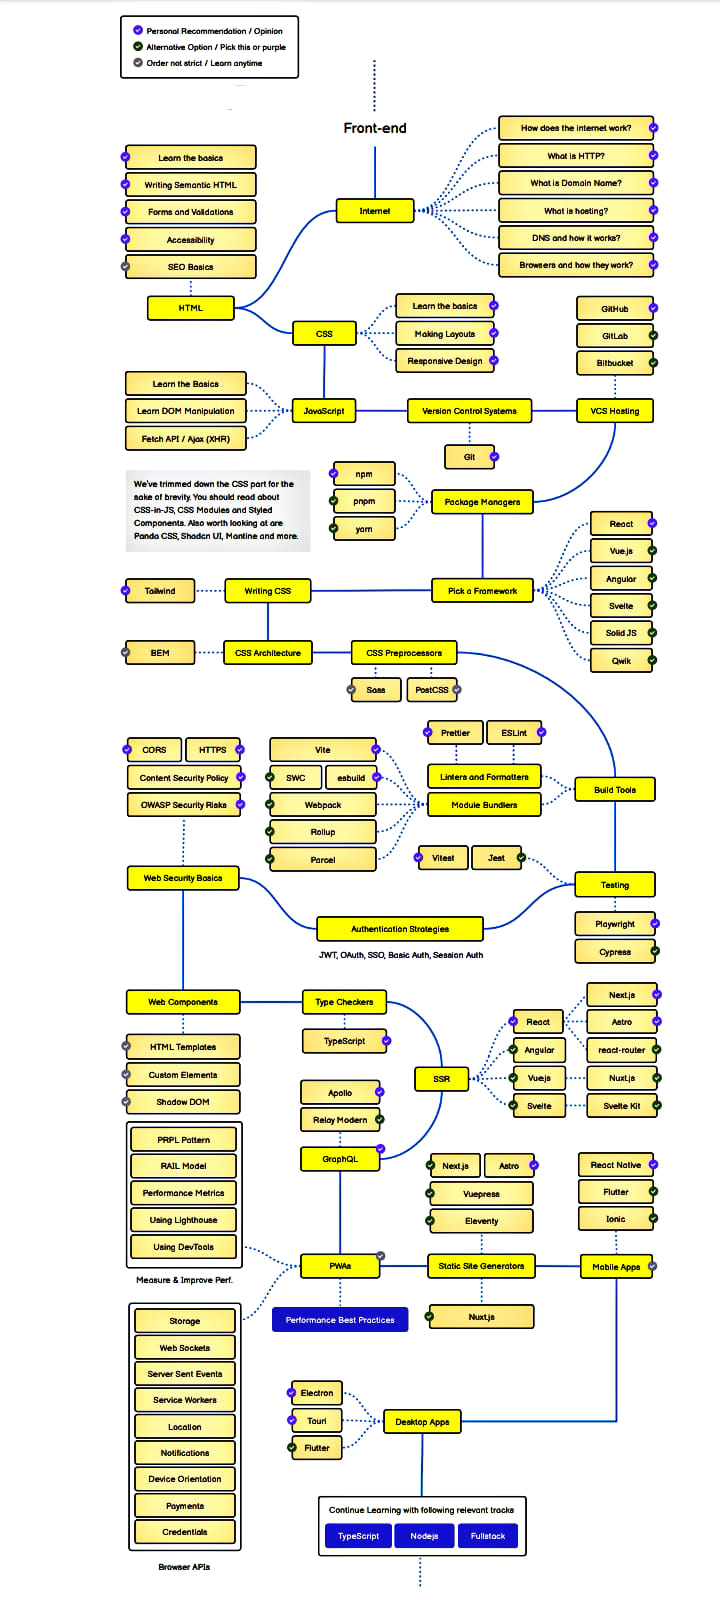 Personal Recommendation / Opinion
Alternative Option / Pick this or purple
Order not strict / Learn anytime
Front-end
Internet
How does the internet work?
What is HTTP?
What is Domain Name?
What is hosting?
DNS and how it works?
Browsers and how they work?
Learn the basics
Writing Semantic HTML
Forms and Validations
Accessibility
SEO Basics
HTML
CSS
Learn the basics
Making Layouts
Responsive Design
GitHub
GitLab
Bitbucket
Learn the Basics
Learn DOM Manipulation
Fetch API / Ajax (XHR)
JavaScript
Version Control Systems
VCS Hosting
Git
We've trimmed down the CSS part for the
sake of brevity. You should read about
CSS-in-JS, CSS Modules and Styled
Components. Also worth looking at are
Panda CSS, Shadcn UI, Mantine and more.
npm
pnpm
yarn
Package Managers
React
Vue.js
Angular
Svelte
Solid JS
Qwik
Tailwind
Writing CSS
Pick a Framework
BEM
CSS Architecture
CSS Preprocessors
Sass
PostCSS
Prettier
ESLint
CORS
HTTPS
Content Security Policy
OWASP Security Risks
Vite
SWC
esbuild
Webpack
Rollup
Parcel
Linters and Formatters
Module Bundlers
Build Tools
Vitest
Jest
Web Security Basics
Testing
Playwright
Cypress
Authentication Strategies
JWT, OAuth, SSO, Basic Auth, Session Auth
Web Components
Type Checkers
HTML Templates
Custom Elements
Shadow DOM
TypeScript
SSR
React
Angular
Vuejs
Svelte
Next.js
Astro
react-router
Nuxt.js
Svelte Kit
Apollo
Relay Modern
GraphQL
PRPL Pattern
RAIL Model
Performance Metrics
Using Lighthouse
Using DevTools
Measure & Improve Perf.
Next.js
Astro
Vuepress
Eleventy
React Native
Flutter
Ionic
PWAs
Static Site Generators
Mobile Apps
Performance Best Practices
Nuxt.js
Storage
Web Sockets
Server Sent Events
Service Workers
Location
Notifications
Device Orientation
Payments
Credentials
Browser APIs
Electron
Tauri
Flutter
Desktop Apps
Continue Learning with following relevant tracks
TypeScript
Nodejs
Fullstack